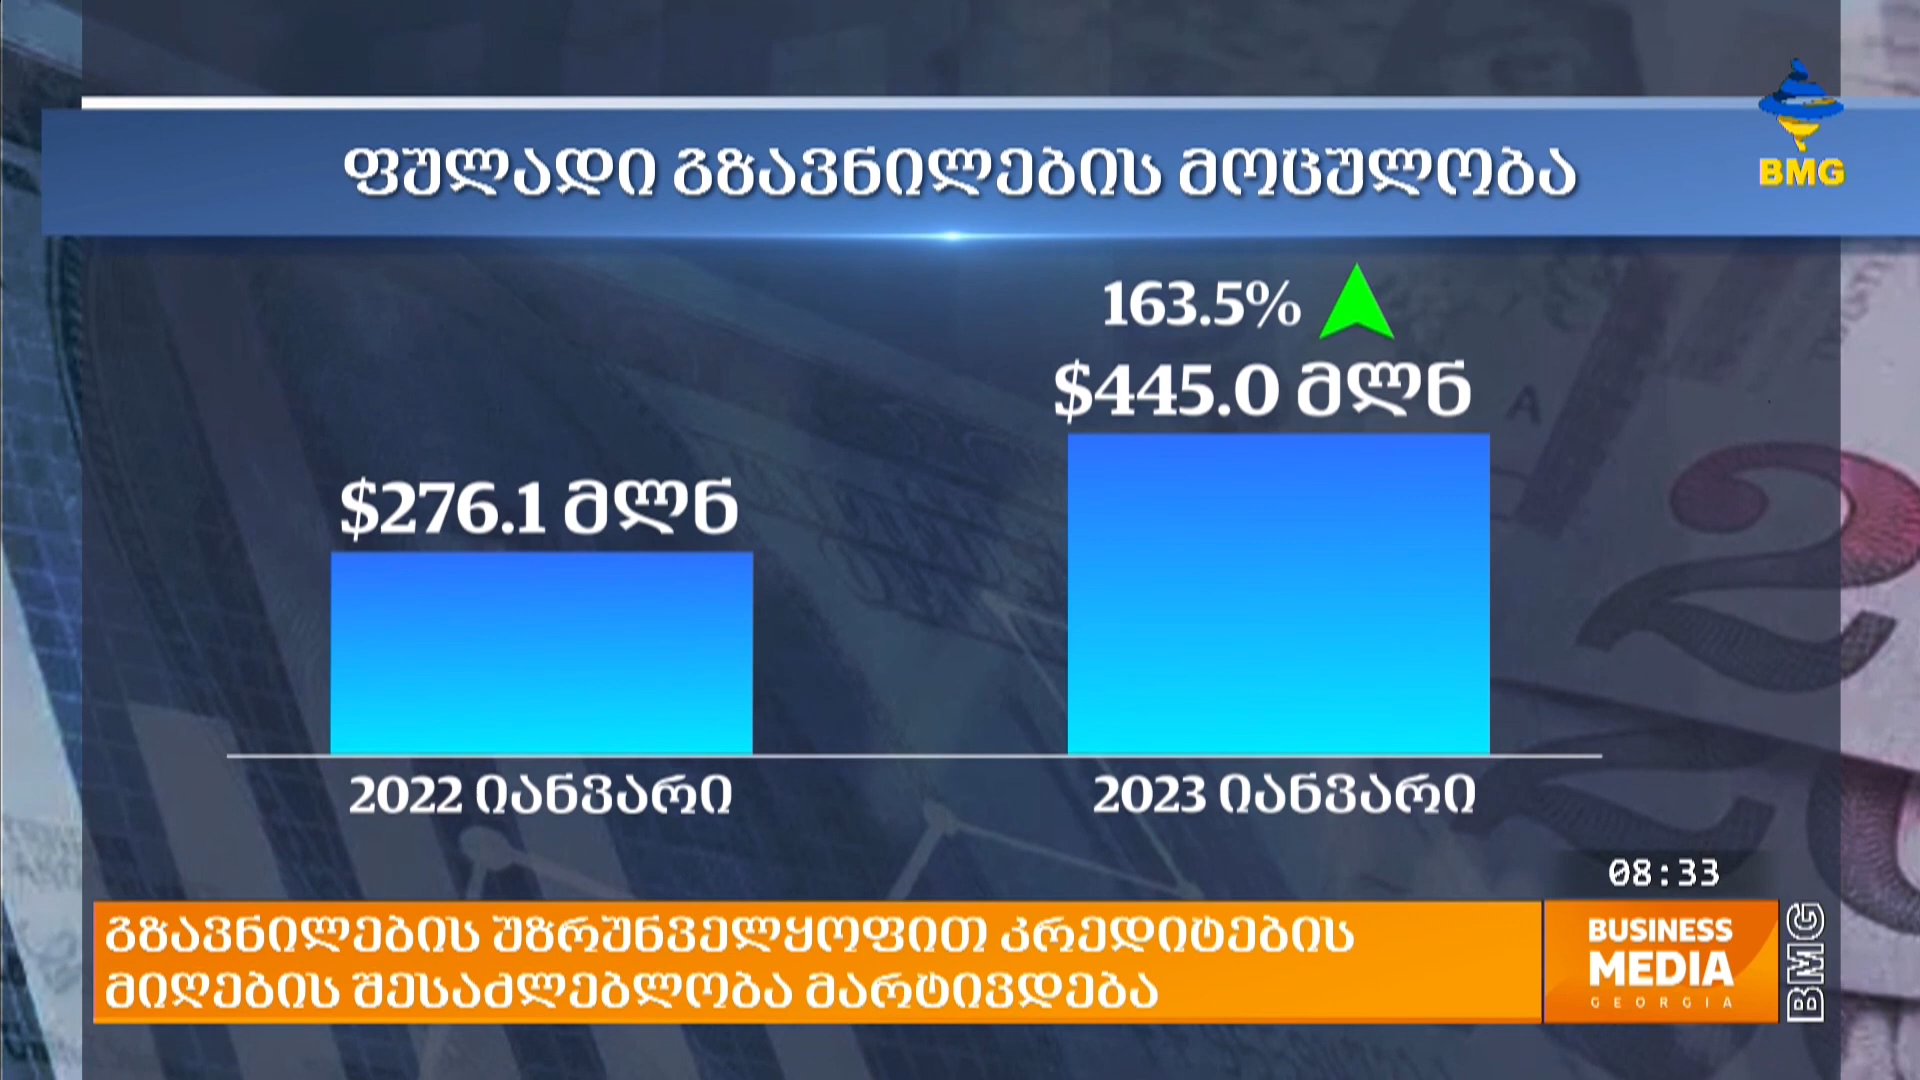 ფულადი გზავნილების მოცულობა
BMG
163.5%
$445.0 მლნ
$276.1 მლნ
2022 იანვარი
2023 იანვარი
08:33
გზავნილების უზრუნველყოფით კრედიტების
მიღების შესაძლებლობა მარტივდება
BUSINESS
MEDIA
GEORGIA
BMG